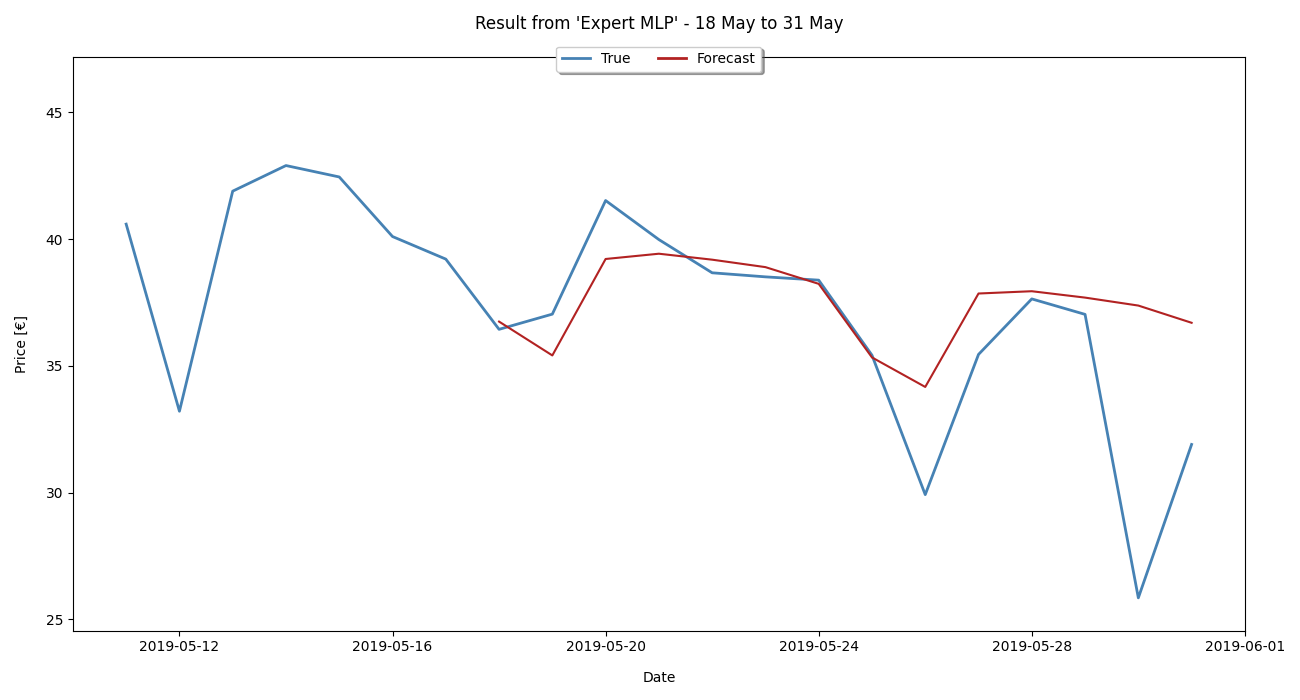 Result from 'Expert MLP' - 18 May to 31 May
True Forecast
Price [€]
45
40
35
30
25
2019-05-12 2019-05-16 2019-05-20 2019-05-24 2019-05-28 2019-06-01
Date